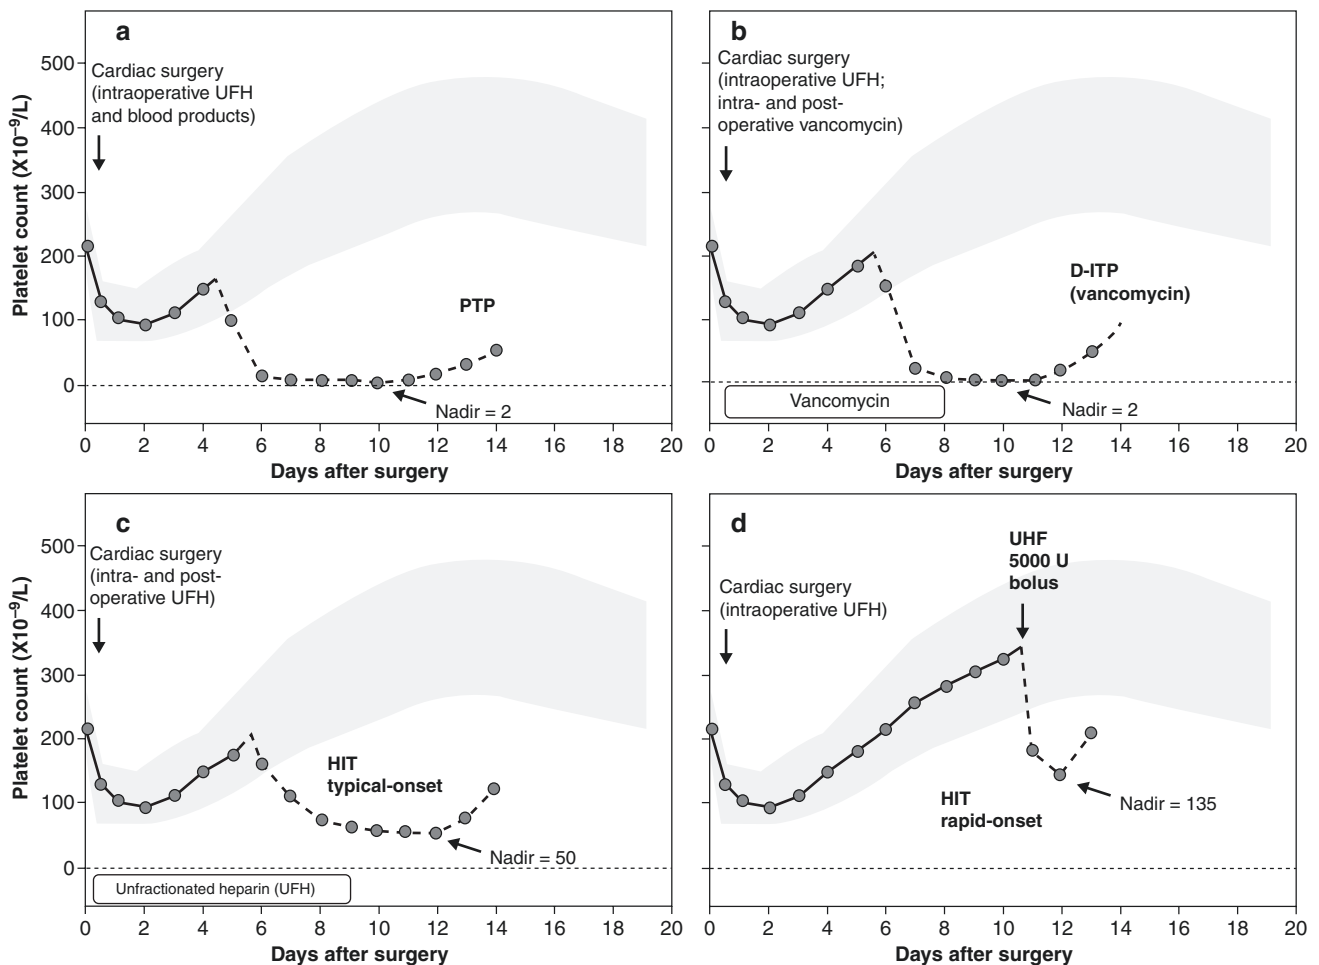 a
Cardiac surgery
(intraoperative UFH
and blood products)
Platelet count (X10⁻⁹/L)
500
400
300
200
100
0
PTP
Nadir = 2
0 2 4 6 8 10 12 14 16 18 20
Days after surgery
b
Cardiac surgery
(intraoperative UFH;
intra- and post-
operative vancomycin)
D-ITP
(vancomycin)
Vancomycin
Nadir = 2
0 2 4 6 8 10 12 14 16 18 20
Days after surgery
c
Cardiac surgery
(intra- and post-
operative UFH)
Platelet count (X10⁻⁹/L)
500
400
300
200
100
0
HIT
typical-onset
Nadir = 50
Unfractionated heparin (UFH)
0 2 4 6 8 10 12 14 16 18 20
Days after surgery
d
UHF
5000 U
bolus
Cardiac surgery
(intraoperative UFH)
HIT
rapid-onset
Nadir = 135
0 2 4 6 8 10 12 14 16 18 20
Days after surgery